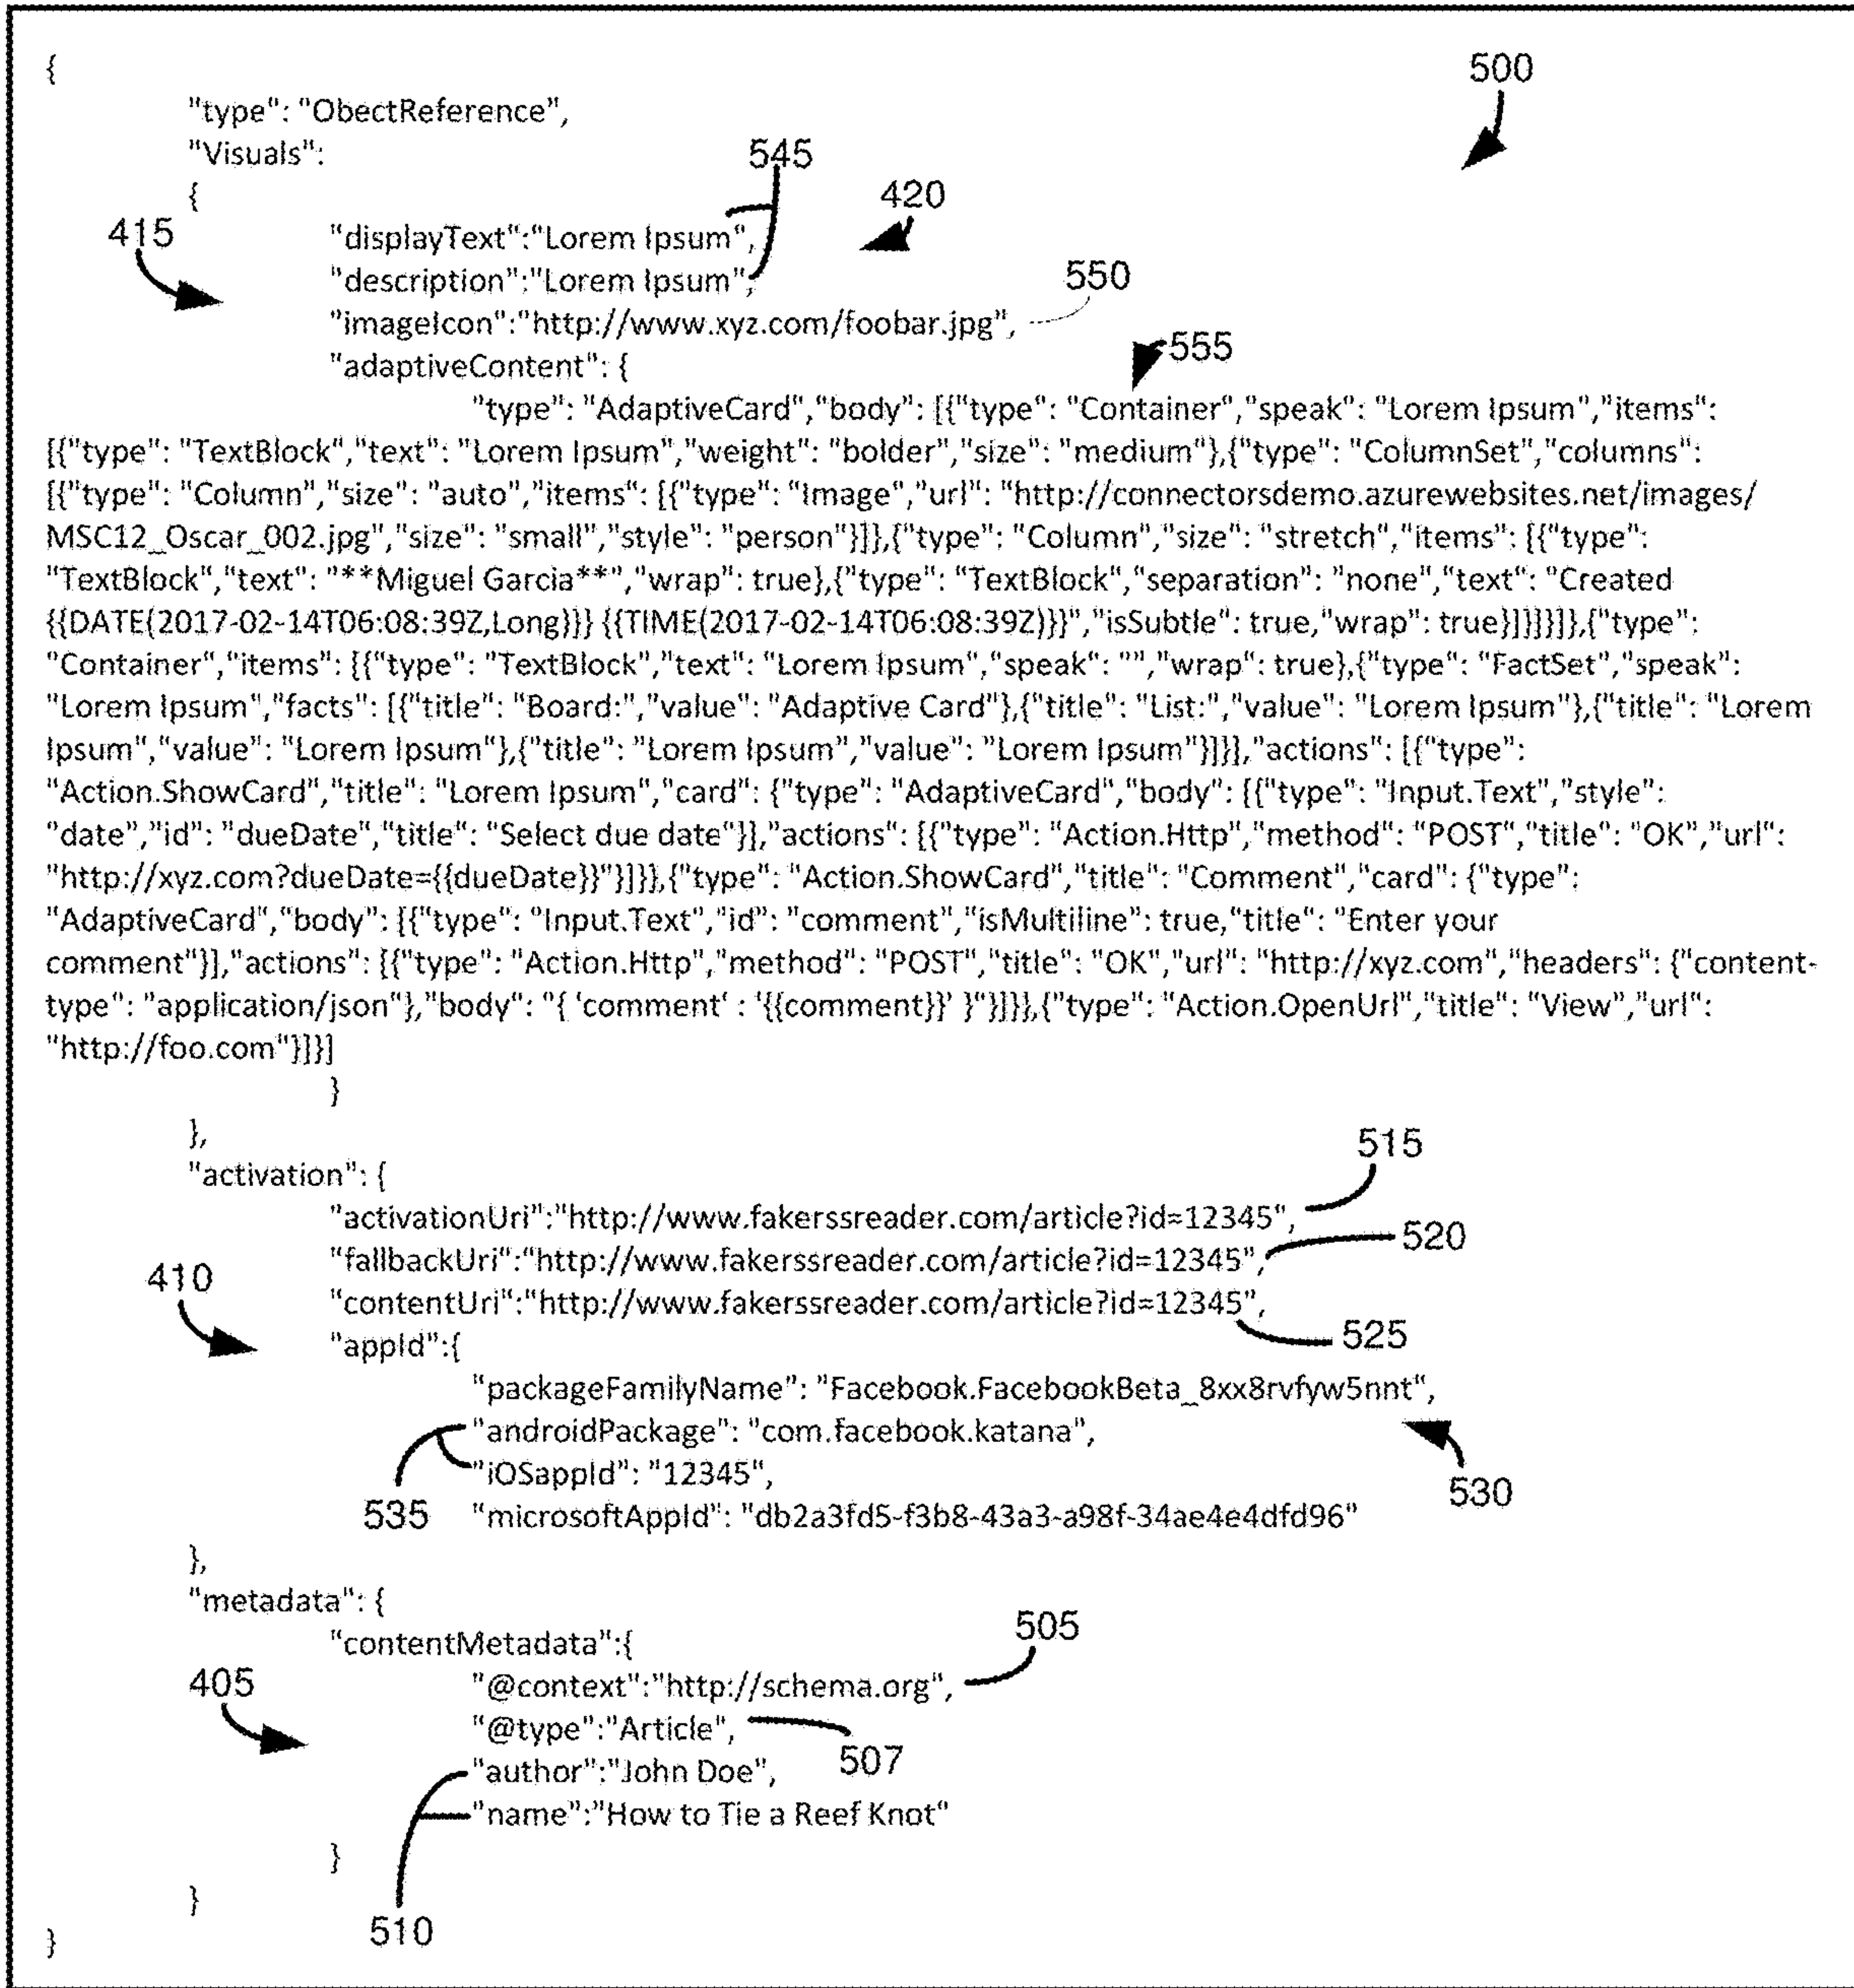 {
500
"type": "ObectReference",
"Visuals":
545
{
420
415
"displayText":"Lorem Ipsum",
"description":"Lorem Ipsum",
550
"imageIcon":"http://www.xyz.com/foobar.jpg",
555
"adaptiveContent": {
"type": "AdaptiveCard","body": [{"type": "Container","speak": "Lorem Ipsum","items":
[{"type": "TextBlock","text": "Lorem Ipsum","weight": "bolder","size": "medium"},{"type": "ColumnSet","columns":
[{"type": "Column","size": "auto","items": [{"type": "Image","url": "http://connectorsdemo.azurewebsites.net/images/
MSC12_Oscar_002.jpg","size": "small","style": "person"}]},{"type": "Column","size": "stretch","items": [{"type":
"TextBlock","text": "**Miguel Garcia**","wrap": true},{"type": "TextBlock","separation": "none","text": "Created
{{DATE(2017-02-14T06:08:39Z,Long)}} {{TIME(2017-02-14T06:08:39Z)}}","isSubtle": true,"wrap": true}]}]}]},{"type":
"Container","items": [{"type": "TextBlock","text": "Lorem Ipsum","speak": "","wrap": true},{"type": "FactSet","speak":
"Lorem Ipsum","facts": [{"title": "Board:","value": "Adaptive Card"},{"title": "List:","value": "Lorem Ipsum"},{"title": "Lorem
Ipsum","value": "Lorem Ipsum"},{"title": "Lorem Ipsum","value": "Lorem Ipsum"}]}],"actions": [{"type":
"Action.ShowCard","title": "Lorem Ipsum","card": {"type": "AdaptiveCard","body": [{"type": "Input.Text","style":
"date","id": "dueDate","title": "Select due date"}],"actions": [{"type": "Action.Http","method": "POST","title": "OK","url":
"http://xyz.com?dueDate={{dueDate}}"}]}},{"type": "Action.ShowCard","title": "Comment","card": {"type":
"AdaptiveCard","body": [{"type": "Input.Text","id": "comment","isMultiline": true,"title": "Enter your
comment"}],"actions": [{"type": "Action.Http","method": "POST","title": "OK","url": "http://xyz.com","headers": {"content-
type": "application/json"},"body": "{ 'comment' : '{{comment}}' }"}]}},{"type": "Action.OpenUrl","title": "View","url":
"http://foo.com"}]}]
}
},
515
"activation": {
"activationUri":"http://www.fakerssreader.com/article?id=12345",
520
"fallbackUri":"http://www.fakerssreader.com/article?id=12345",
410
"contentUri":"http://www.fakerssreader.com/article?id=12345",
525
"appId":{
"packageFamilyName": "Facebook.FacebookBeta_8xx8rvfyw5nnt",
"androidPackage": "com.facebook.katana",
"iOSappId": "12345",
530
535
"microsoftAppId": "db2a3fd5-f3b8-43a3-a98f-34ae4e4dfd96"
},
"metadata": {
505
"contentMetadata":{
405
"@context":"http://schema.org",
"@type":"Article",
507
"author":"John Doe",
"name":"How to Tie a Reef Knot"
}
}
510
}